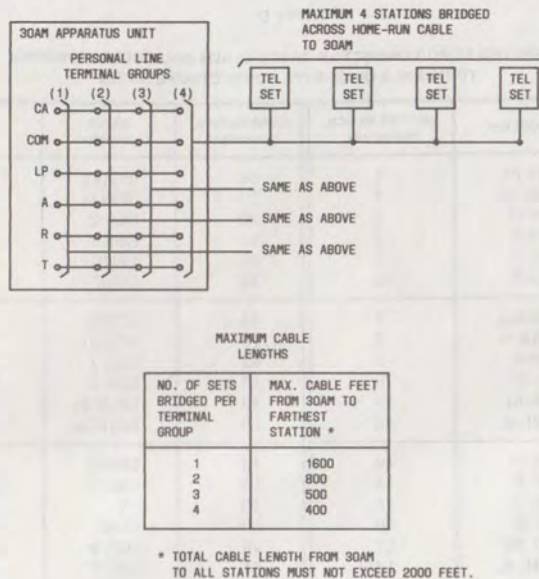 MAXIMUM 4 STATIONS BRIDGED
ACROSS HOME-RUN CABLE
TO 30AM
30AM APPARATUS UNIT
PERSONAL LINE
TERMINAL GROUPS
(1) (2) (3) (4)
TEL SET
TEL SET
TEL SET
TEL SET
CA
COM
LP
A
R
T
SAME AS ABOVE
SAME AS ABOVE
SAME AS ABOVE
MAXIMUM CABLE
LENGTHS
NO. OF SETS
BRIDGED PER
TERMINAL
GROUP
MAX. CABLE FEET
FROM 30AM TO
FARTHEST
STATION *
1 1600
2 800
3 500
4 400
* TOTAL CABLE LENGTH FROM 30AM
TO ALL STATIONS MUST NOT EXCEED 2000 FEET.